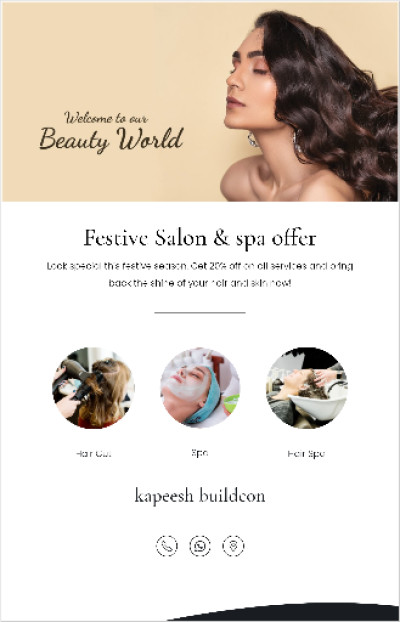 Welcome to our
Beauty World
Festive Salon & spa offer
Look special this festive season. Get 20% off on all services and bring
back the shine of your hair and skin now!
Hair Cut
Spa
Hair Spa
kapeesh buildcon